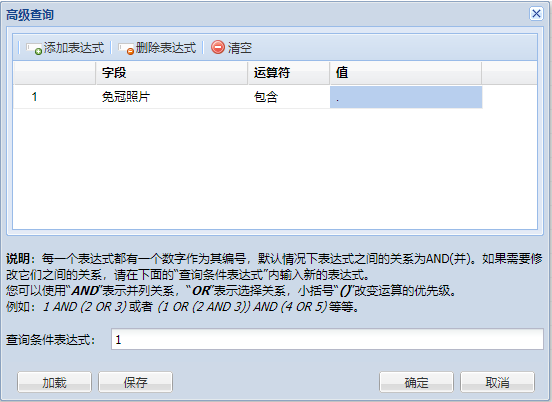 高级查询
添加表达式 删除表达式 清空
字段 运算符 值
1 免冠照片 包含 .
说明：每一个表达式都有一个数字作为其编号，默认情况下表达式之间的关系为AND(并)。如果需要修
改它们之间的关系，请在下面的“查询条件表达式”内输入新的表达式。
您可以使用“AND”表示并列关系，“OR”表示选择关系，小括号“()”改变运算的优先级。
例如：1 AND (2 OR 3) 或者 (1 OR (2 AND 3)) AND (4 OR 5) 等等。
查询条件表达式： 1
加载 保存 确定 取消